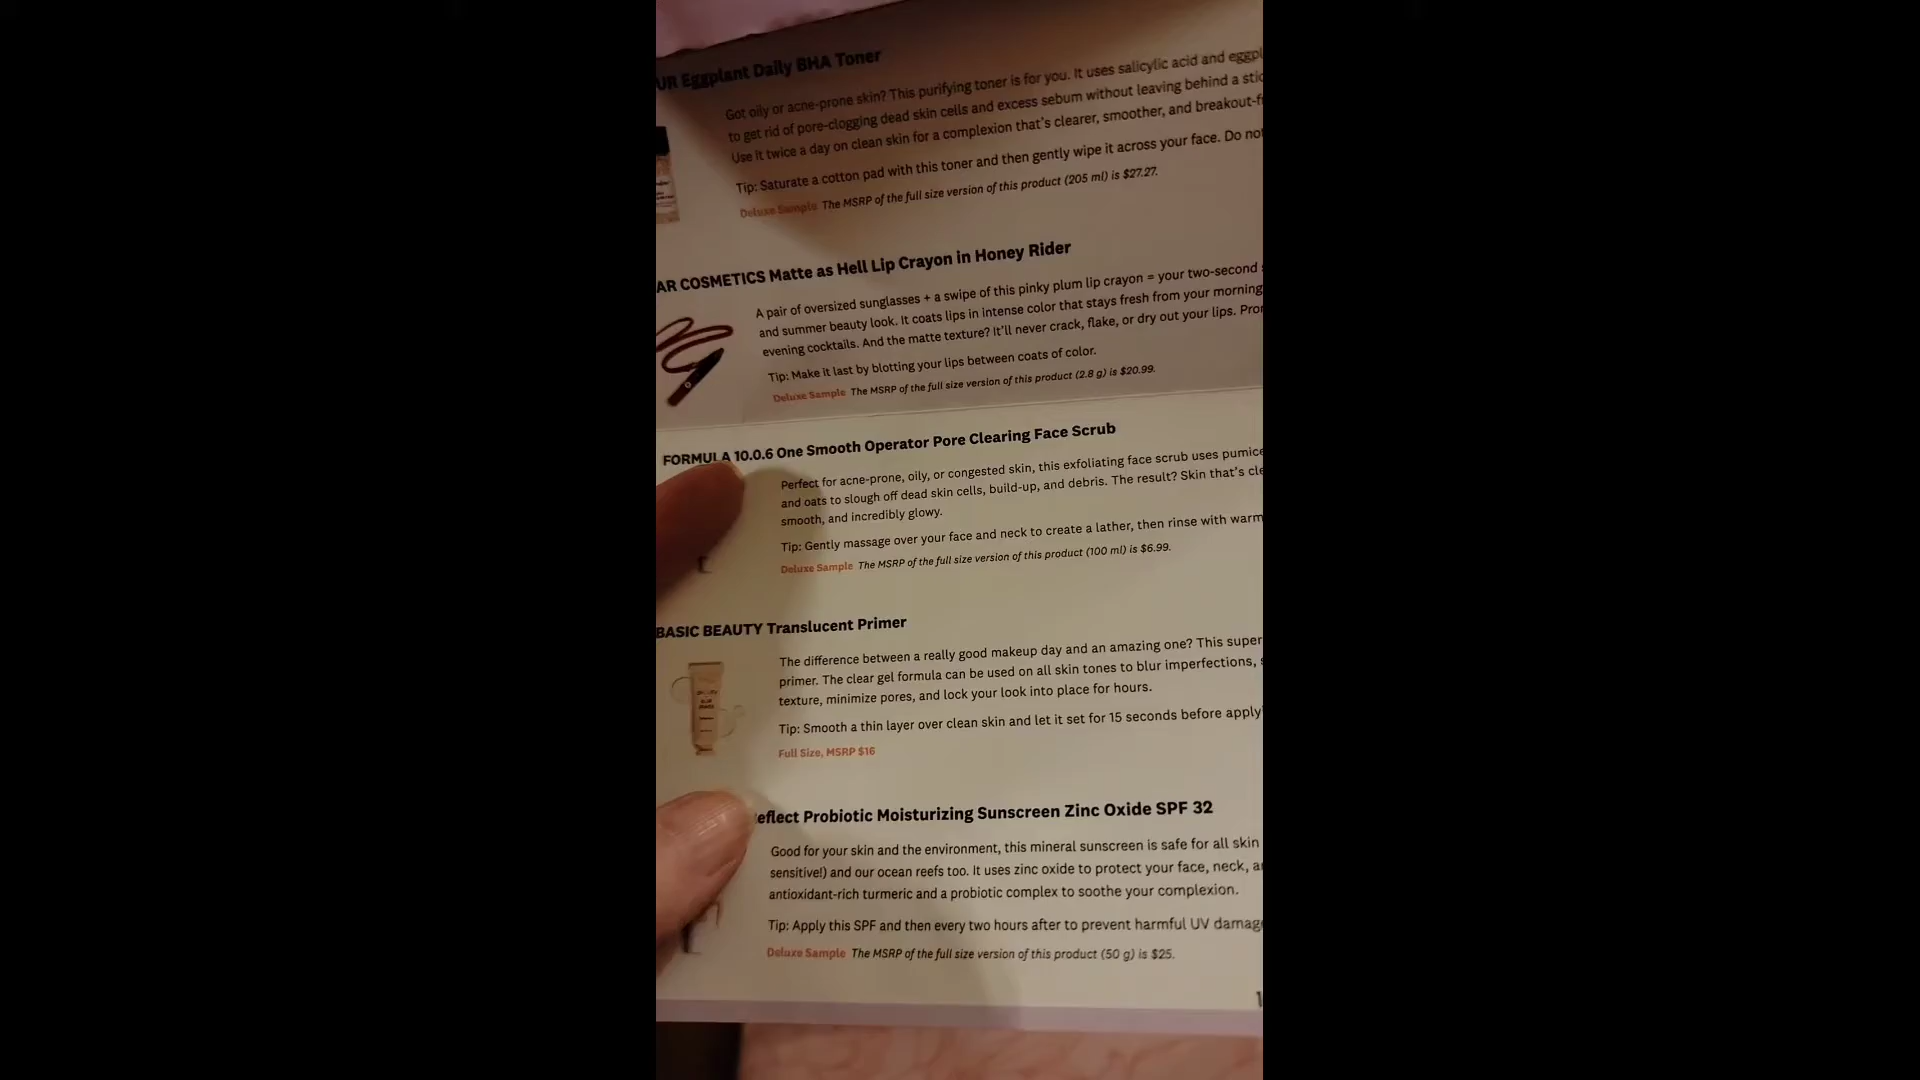 UR Eggplant Daily BHA Toner
Got oily or acne-prone skin? This purifying toner is for you. It uses salicylic acid and eggpl
to get rid of pore-clogging dead skin cells and excess sebum without leaving behind a stic
Use it twice a day on clean skin for a complexion that's clearer, smoother, and breakout-f
Tip: Saturate a cotton pad with this toner and then gently wipe it across your face. Do not
Deluxe Sample The MSRP of the full size version of this product (205 ml) is $27.27.
AR COSMETICS Matte as Hell Lip Crayon in Honey Rider
A pair of oversized sunglasses + a swipe of this pinky plum lip crayon = your two-second
and summer beauty look. It coats lips in intense color that stays fresh from your morning
evening cocktails. And the matte texture? It'll never crack, flake, or dry out your lips. Pro
Tip: Make it last by blotting your lips between coats of color.
Deluxe Sample The MSRP of the full size version of this product (2.8 g) is $20.99.
FORMULA 10.0.6 One Smooth Operator Pore Clearing Face Scrub
Perfect for acne-prone, oily, or congested skin, this exfoliating face scrub uses pumice
and oats to slough off dead skin cells, build-up, and debris. The result? Skin that's cle
smooth, and incredibly glowy.
Tip: Gently massage over your face and neck to create a lather, then rinse with warm
Deluxe Sample The MSRP of the full size version of this product (100 ml) is $6.99.
BASIC BEAUTY Translucent Primer
The difference between a really good makeup day and an amazing one? This super
primer. The clear gel formula can be used on all skin tones to blur imperfections, s
texture, minimize pores, and lock your look into place for hours.
Tip: Smooth a thin layer over clean skin and let it set for 15 seconds before apply
Full Size, MSRP $16
eflect Probiotic Moisturizing Sunscreen Zinc Oxide SPF 32
Good for your skin and the environment, this mineral sunscreen is safe for all skin
sensitive!) and our ocean reefs too. It uses zinc oxide to protect your face, neck, a
antioxidant-rich turmeric and a probiotic complex to soothe your complexion.
Tip: Apply this SPF and then every two hours after to prevent harmful UV damag
Deluxe Sample The MSRP of the full size version of this product (50 g) is $25.